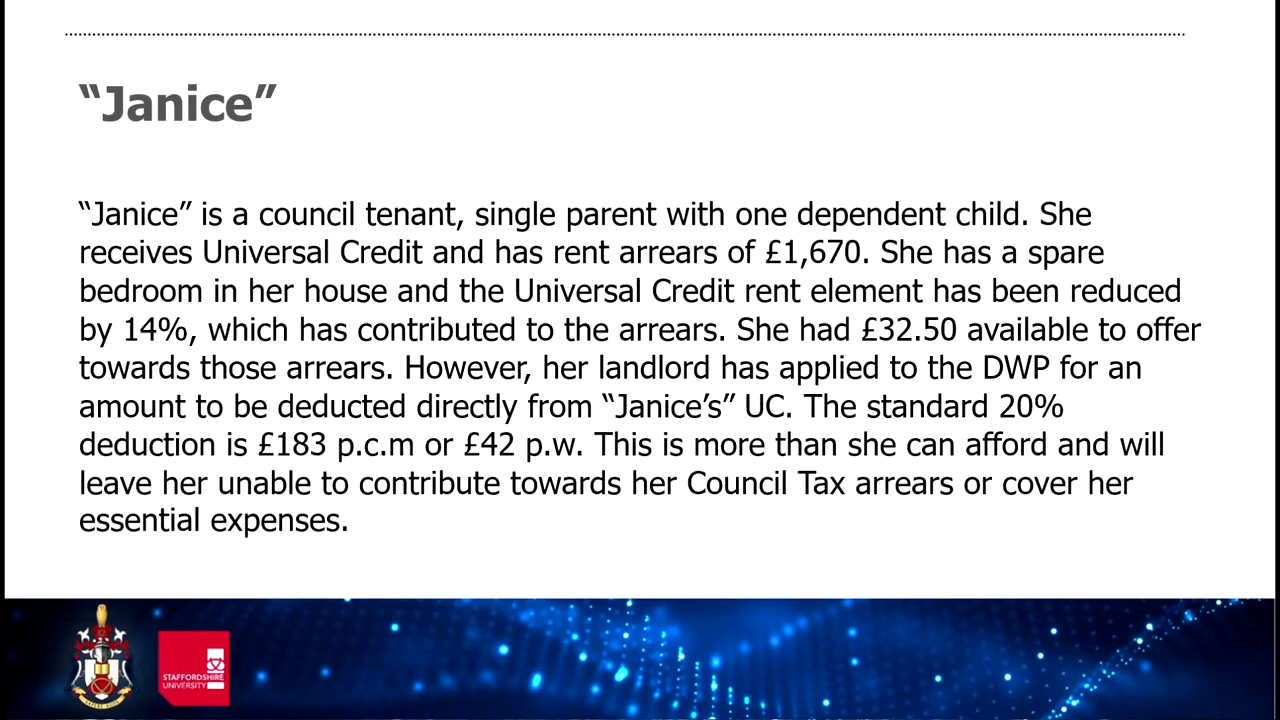 “Janice”
“Janice” is a council tenant, single parent with one dependent child. She
receives Universal Credit and has rent arrears of £1,670. She has a spare
bedroom in her house and the Universal Credit rent element has been reduced
by 14%, which has contributed to the arrears. She had £32.50 available to offer
towards those arrears. However, her landlord has applied to the DWP for an
amount to be deducted directly from “Janice’s” UC. The standard 20%
deduction is £183 p.c.m or £42 p.w. This is more than she can afford and will
leave her unable to contribute towards her Council Tax arrears or cover her
essential expenses.
STAFFORDSHIRE
UNIVERSITY